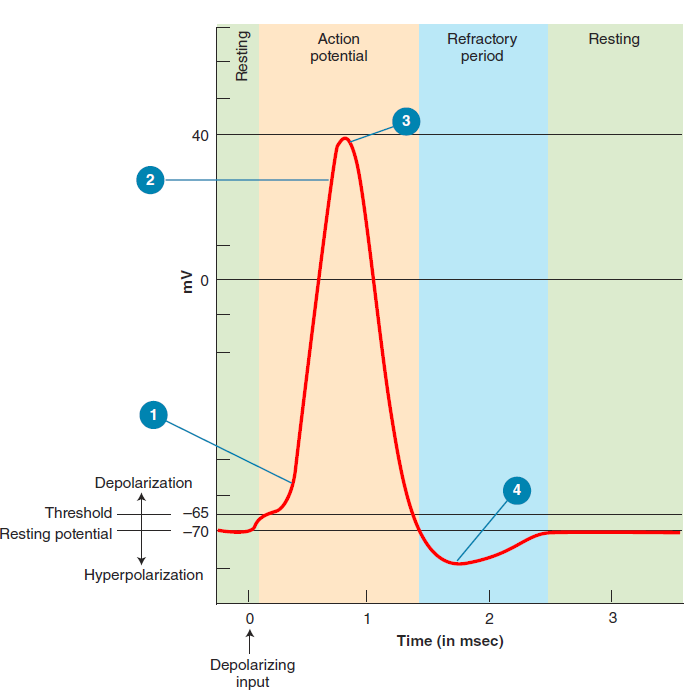 Resting
Action
potential
Refractory
period
Resting
3
40
2
mV
0
1
4
Depolarization
Threshold
–65
Resting potential
–70
Hyperpolarization
0
1
2
3
Time (in msec)
Depolarizing
input